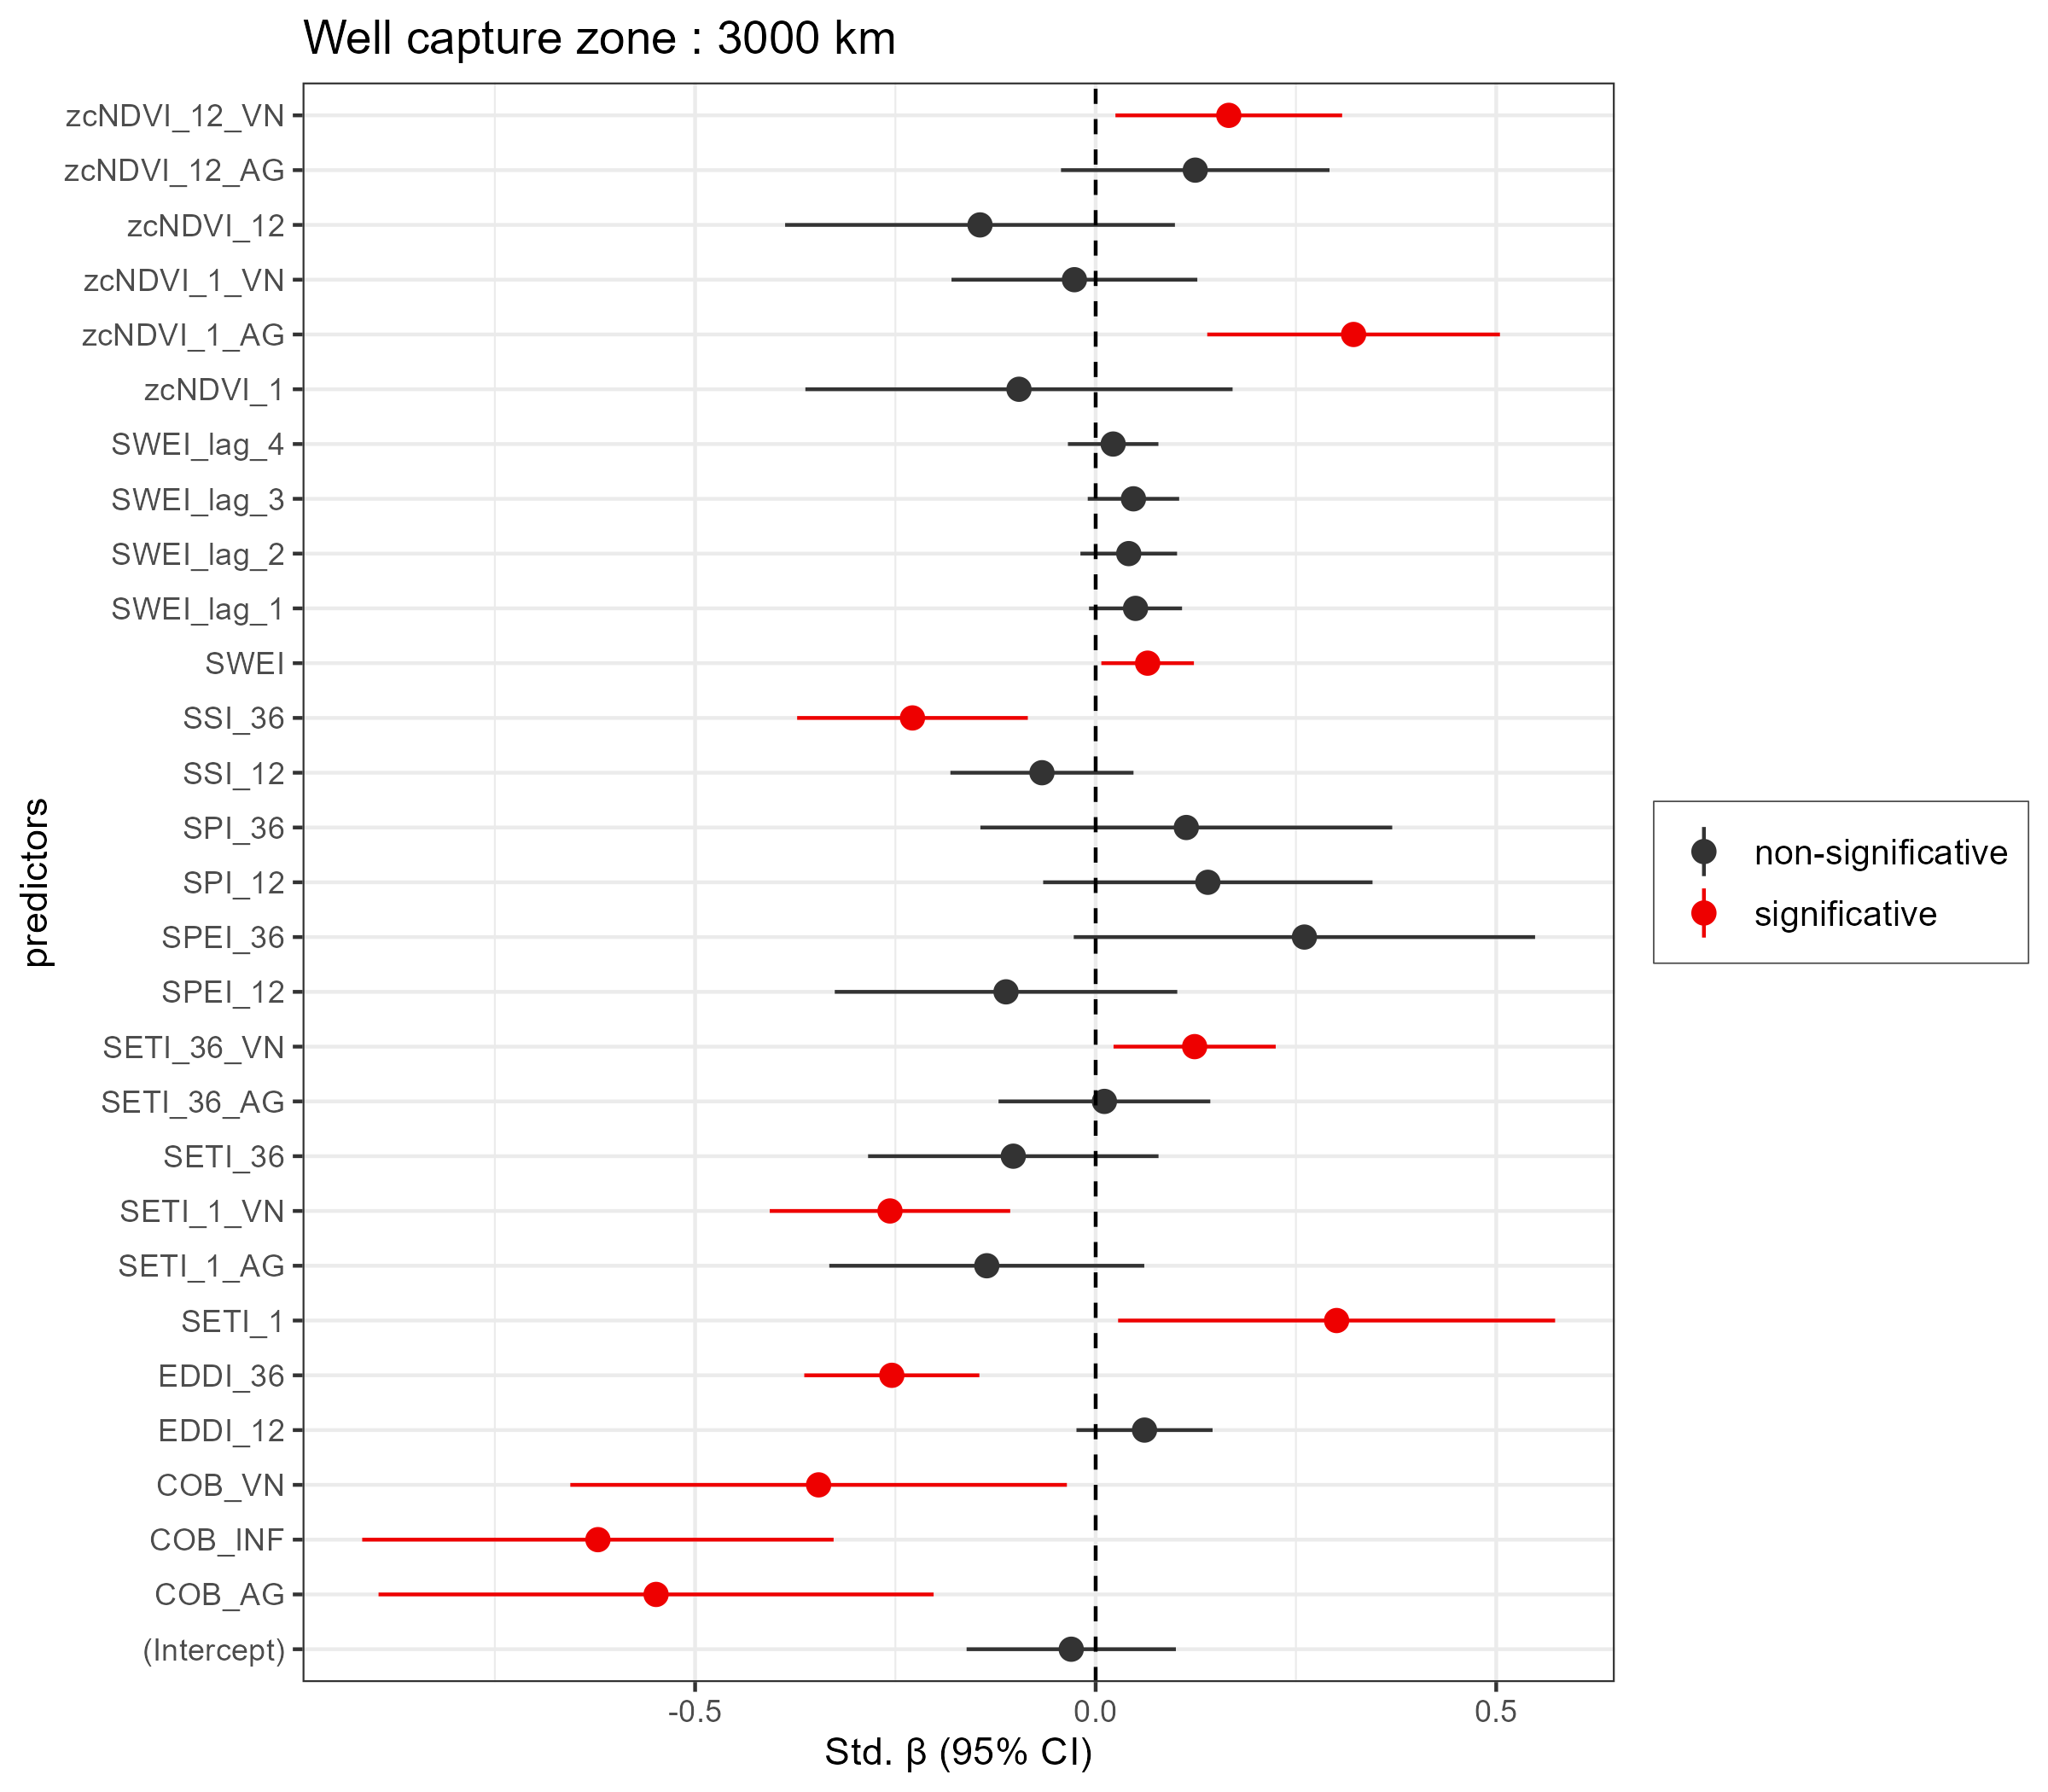 Well capture zone : 3000 km
zcNDVI_12_VN
zcNDVI_12_AG
zcNDVI_12
zcNDVI_1_VN
zcNDVI_1_AG
zcNDVI_1
SWEI_lag_4
SWEI_lag_3
SWEI_lag_2
SWEI_lag_1
SWEI
SSI_36
SSI_12
SPI_36
SPI_12
SPEI_36
SPEI_12
SETI_36_VN
SETI_36_AG
SETI_36
SETI_1_VN
SETI_1_AG
SETI_1
EDDI_36
EDDI_12
COB_VN
COB_INF
COB_AG
(Intercept)
predictors
-0.5 0.0 0.5
Std. β (95% CI)
non-significative
significative